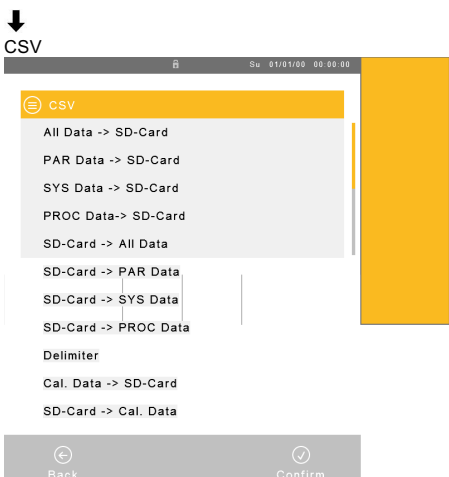 CSV
Su 01/01/00 00:00:00
CSV
All Data -> SD-Card
PAR Data -> SD-Card
SYS Data -> SD-Card
PROC Data-> SD-Card
SD-Card -> All Data
SD-Card -> PAR Data
SD-Card -> SYS Data
SD-Card -> PROC Data
Delimiter
Cal. Data -> SD-Card
SD-Card -> Cal. Data
Back Confirm